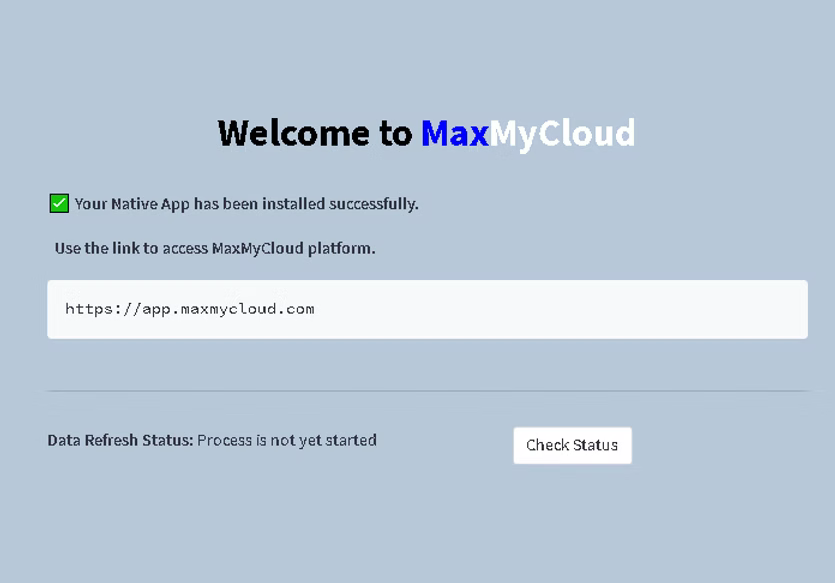 Welcome to MaxMyCloud
Your Native App has been installed successfully.
Use the link to access MaxMyCloud platform.
https://app.maxmycloud.com
Data Refresh Status: Process is not yet started
Check Status